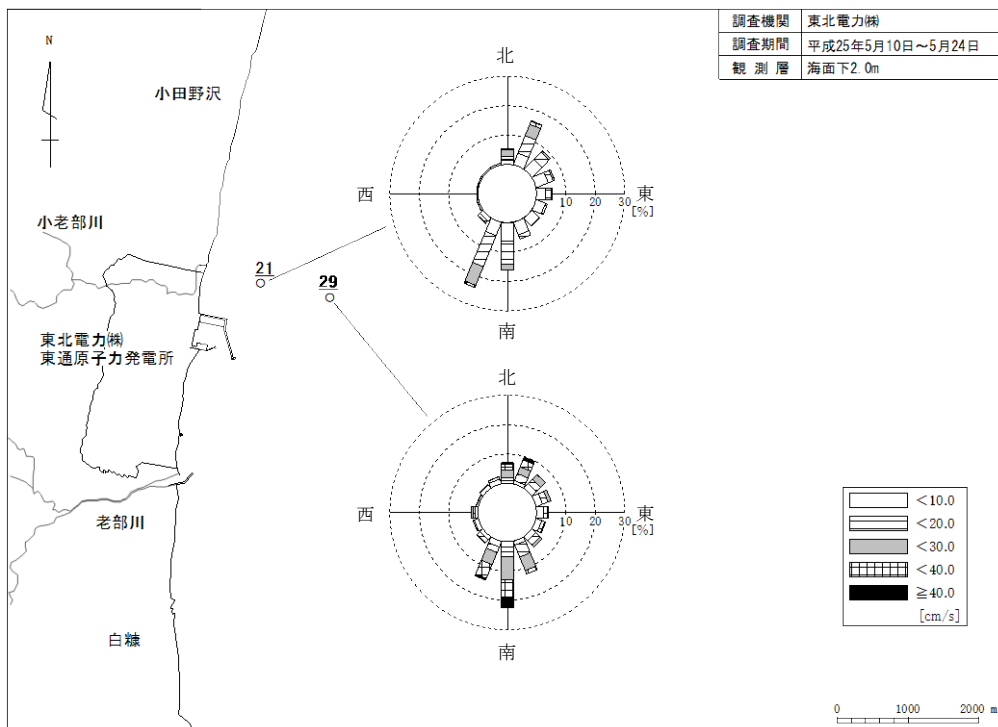 調査機関 東北電力㈱
調査期間 平成25年5月10日～5月24日
観測層 海面下2.0m
N
小田野沢
北
西
東
10 20 30
[%]
南
小老部川
21
29
東北電力㈱
東通原子力発電所
北
西
東
10 20 30
[%]
南
老部川
白糠
＜10.0
＜20.0
＜30.0
＜40.0
≧40.0
[cm/s]
0 1000 2000 m